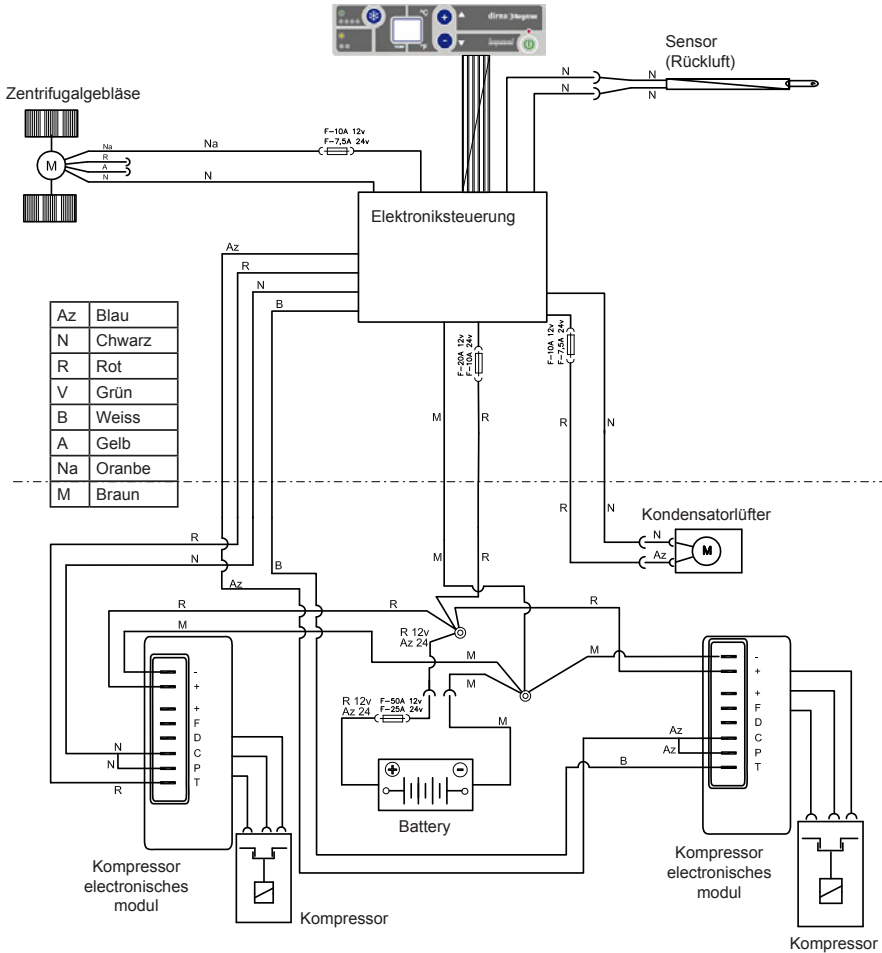 °C
°F
dirna
Sensor
(Rückluft)
Zentrifugalgebläse
N
N
N
N
Na
R
A
N
Na
N
F-10A 12v
F-7,5A 24v
M
Elektroniksteuerung
Az
R
N
B
Az Blau
N Chwarz
R Rot
V Grün
B Weiss
A Gelb
Na Oranbe
M Braun
F-20A 12v
F-10A 24v
F-10A 12v
F-7,5A 24v
M
R
R
N
R
N
Kondensatorlüfter
N
Az
M
R
N
B
Az
M
R
R
R
R
M
R 12v
Az 24
M
M
M
R 12v
Az 24
F-50A 12v
F-25A 24v
M
-
+
+
F
D
C
P
T
N
N
R
-
+
+
F
D
C
P
T
Az
Az
B
+
-
Battery
Kompressor
electronisches
modul
Kompressor
Kompressor
electronisches
modul
Kompressor